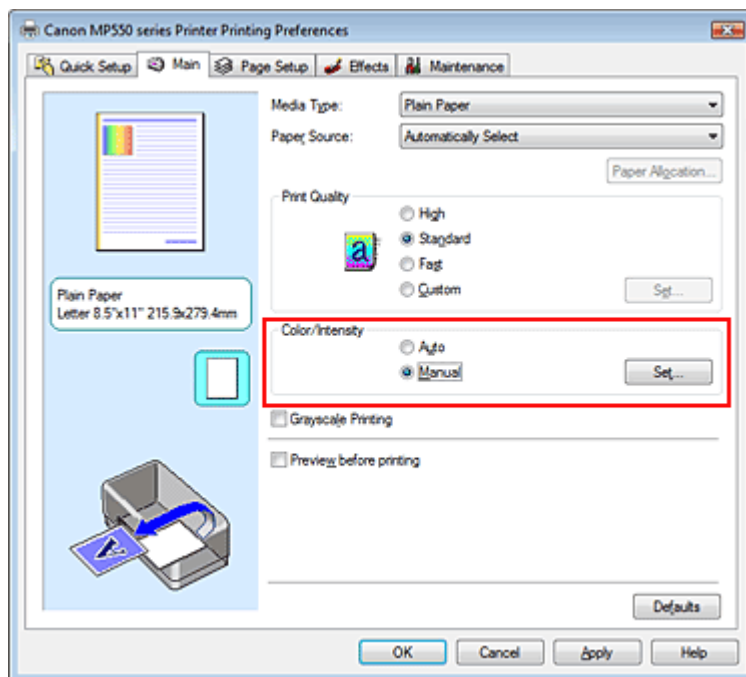 Canon MP550 series Printer Printing Preferences
Quick Setup Main Page Setup Effects Maintenance
Media Type: Plain Paper
Paper Source: Automatically Select
Paper Allocation...
Print Quality
High
a Standard
Fast
Custom Set...
Plain Paper
Letter 8.5"x11" 215.9x279.4mm
Color/Intensity
Auto
Manual Set...
Grayscale Printing
Preview before printing
A
Defaults
OK Cancel Apply Help